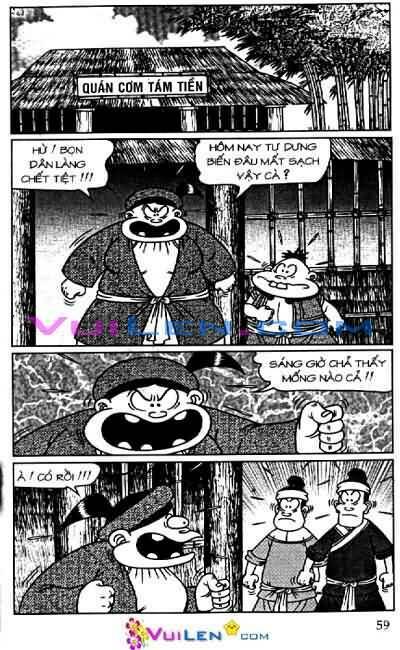 QUÁN CƠM TÁM TIỀN
HỪ ! BỌN
DÂN LÀNG
CHẾT TIỆT !!!
HÔM NAY TỰ DƯNG
BIẾN ĐÂU MẤT SẠCH
VẬY CÀ ?
VUILEN.COM
SÁNG GIỜ CHẢ THẤY
MỐNG NÀO CẢ !!
À ! CÓ RỒI !!!
59
VUILEN COM